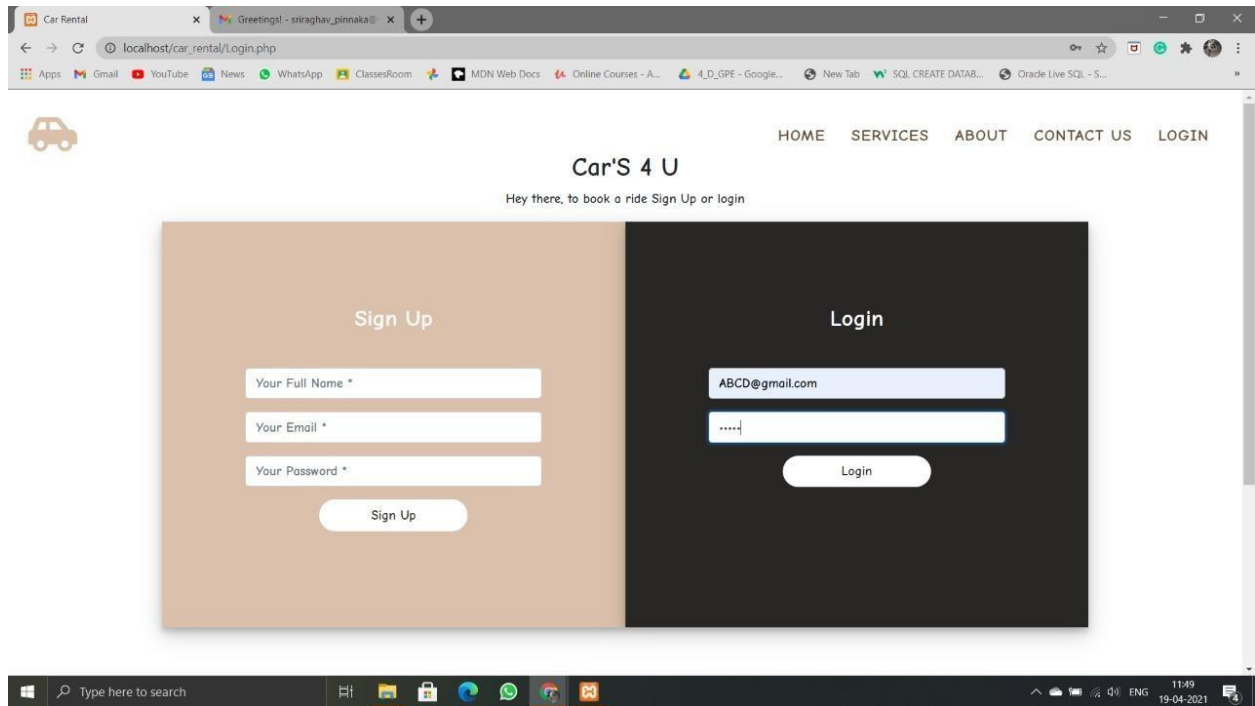 Car Rental
Greetings! - sriraghav_pinnaka@
localhost/car_rental/Login.php
Apps Gmail YouTube News WhatsApp ClassesRoom MDN Web Docs Online Courses - A... 4_D_GPE - Google... New Tab SQL CREATE DATAB... Oracle Live SQL - S... »
HOME SERVICES ABOUT CONTACT US LOGIN
Car'S 4 U
Hey there, to book a ride Sign Up or login
Sign Up
Your Full Name *
Your Email *
Your Password *
Sign Up
Login
ABCD@gmail.com
•••••
Login
Type here to search
ENG
11:49
19-04-2021
4